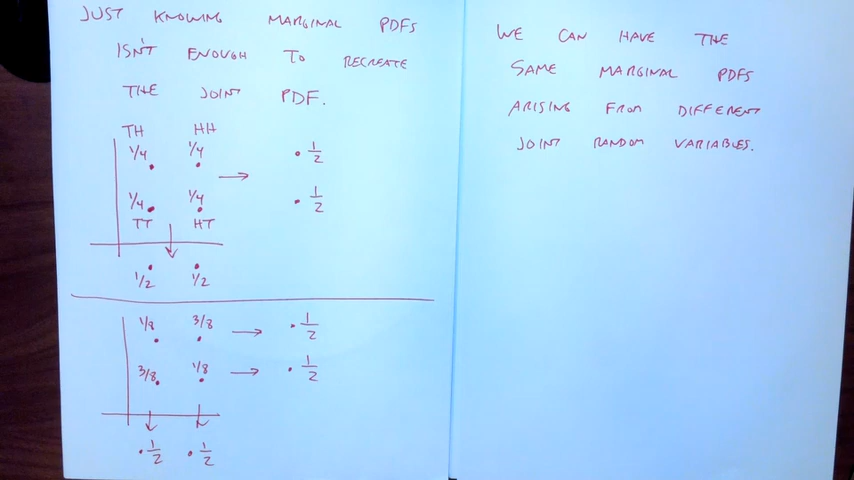 JUST KNOWING MARGINAL PDFS
ISN'T ENOUGH TO RECREATE
THE JOINT PDF.
TH HH
1/4 1/4 → 1/2
1/4 1/4 1/2
TT HT
1/2 1/2
1/8 3/8 → 1/2
3/8 1/8 → 1/2
1/2 1/2
WE CAN HAVE THE
SAME MARGINAL PDFS
ARISING FROM DIFFERENT
JOINT RANDOM VARIABLES.